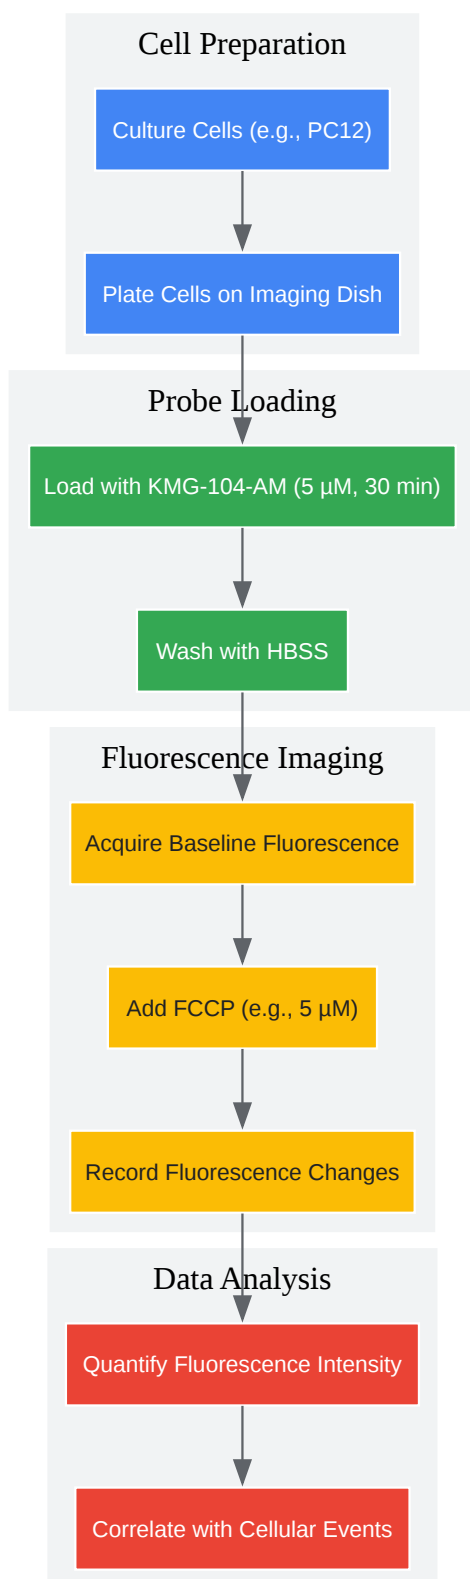 Cell Preparation
Culture Cells (e.g., PC12)
Plate Cells on Imaging Dish
Probe Loading
Load with KMG-104-AM (5 µM, 30 min)
Wash with HBSS
Fluorescence Imaging
Acquire Baseline Fluorescence
Add FCCP (e.g., 5 µM)
Record Fluorescence Changes
Data Analysis
Quantify Fluorescence Intensity
Correlate with Cellular Events